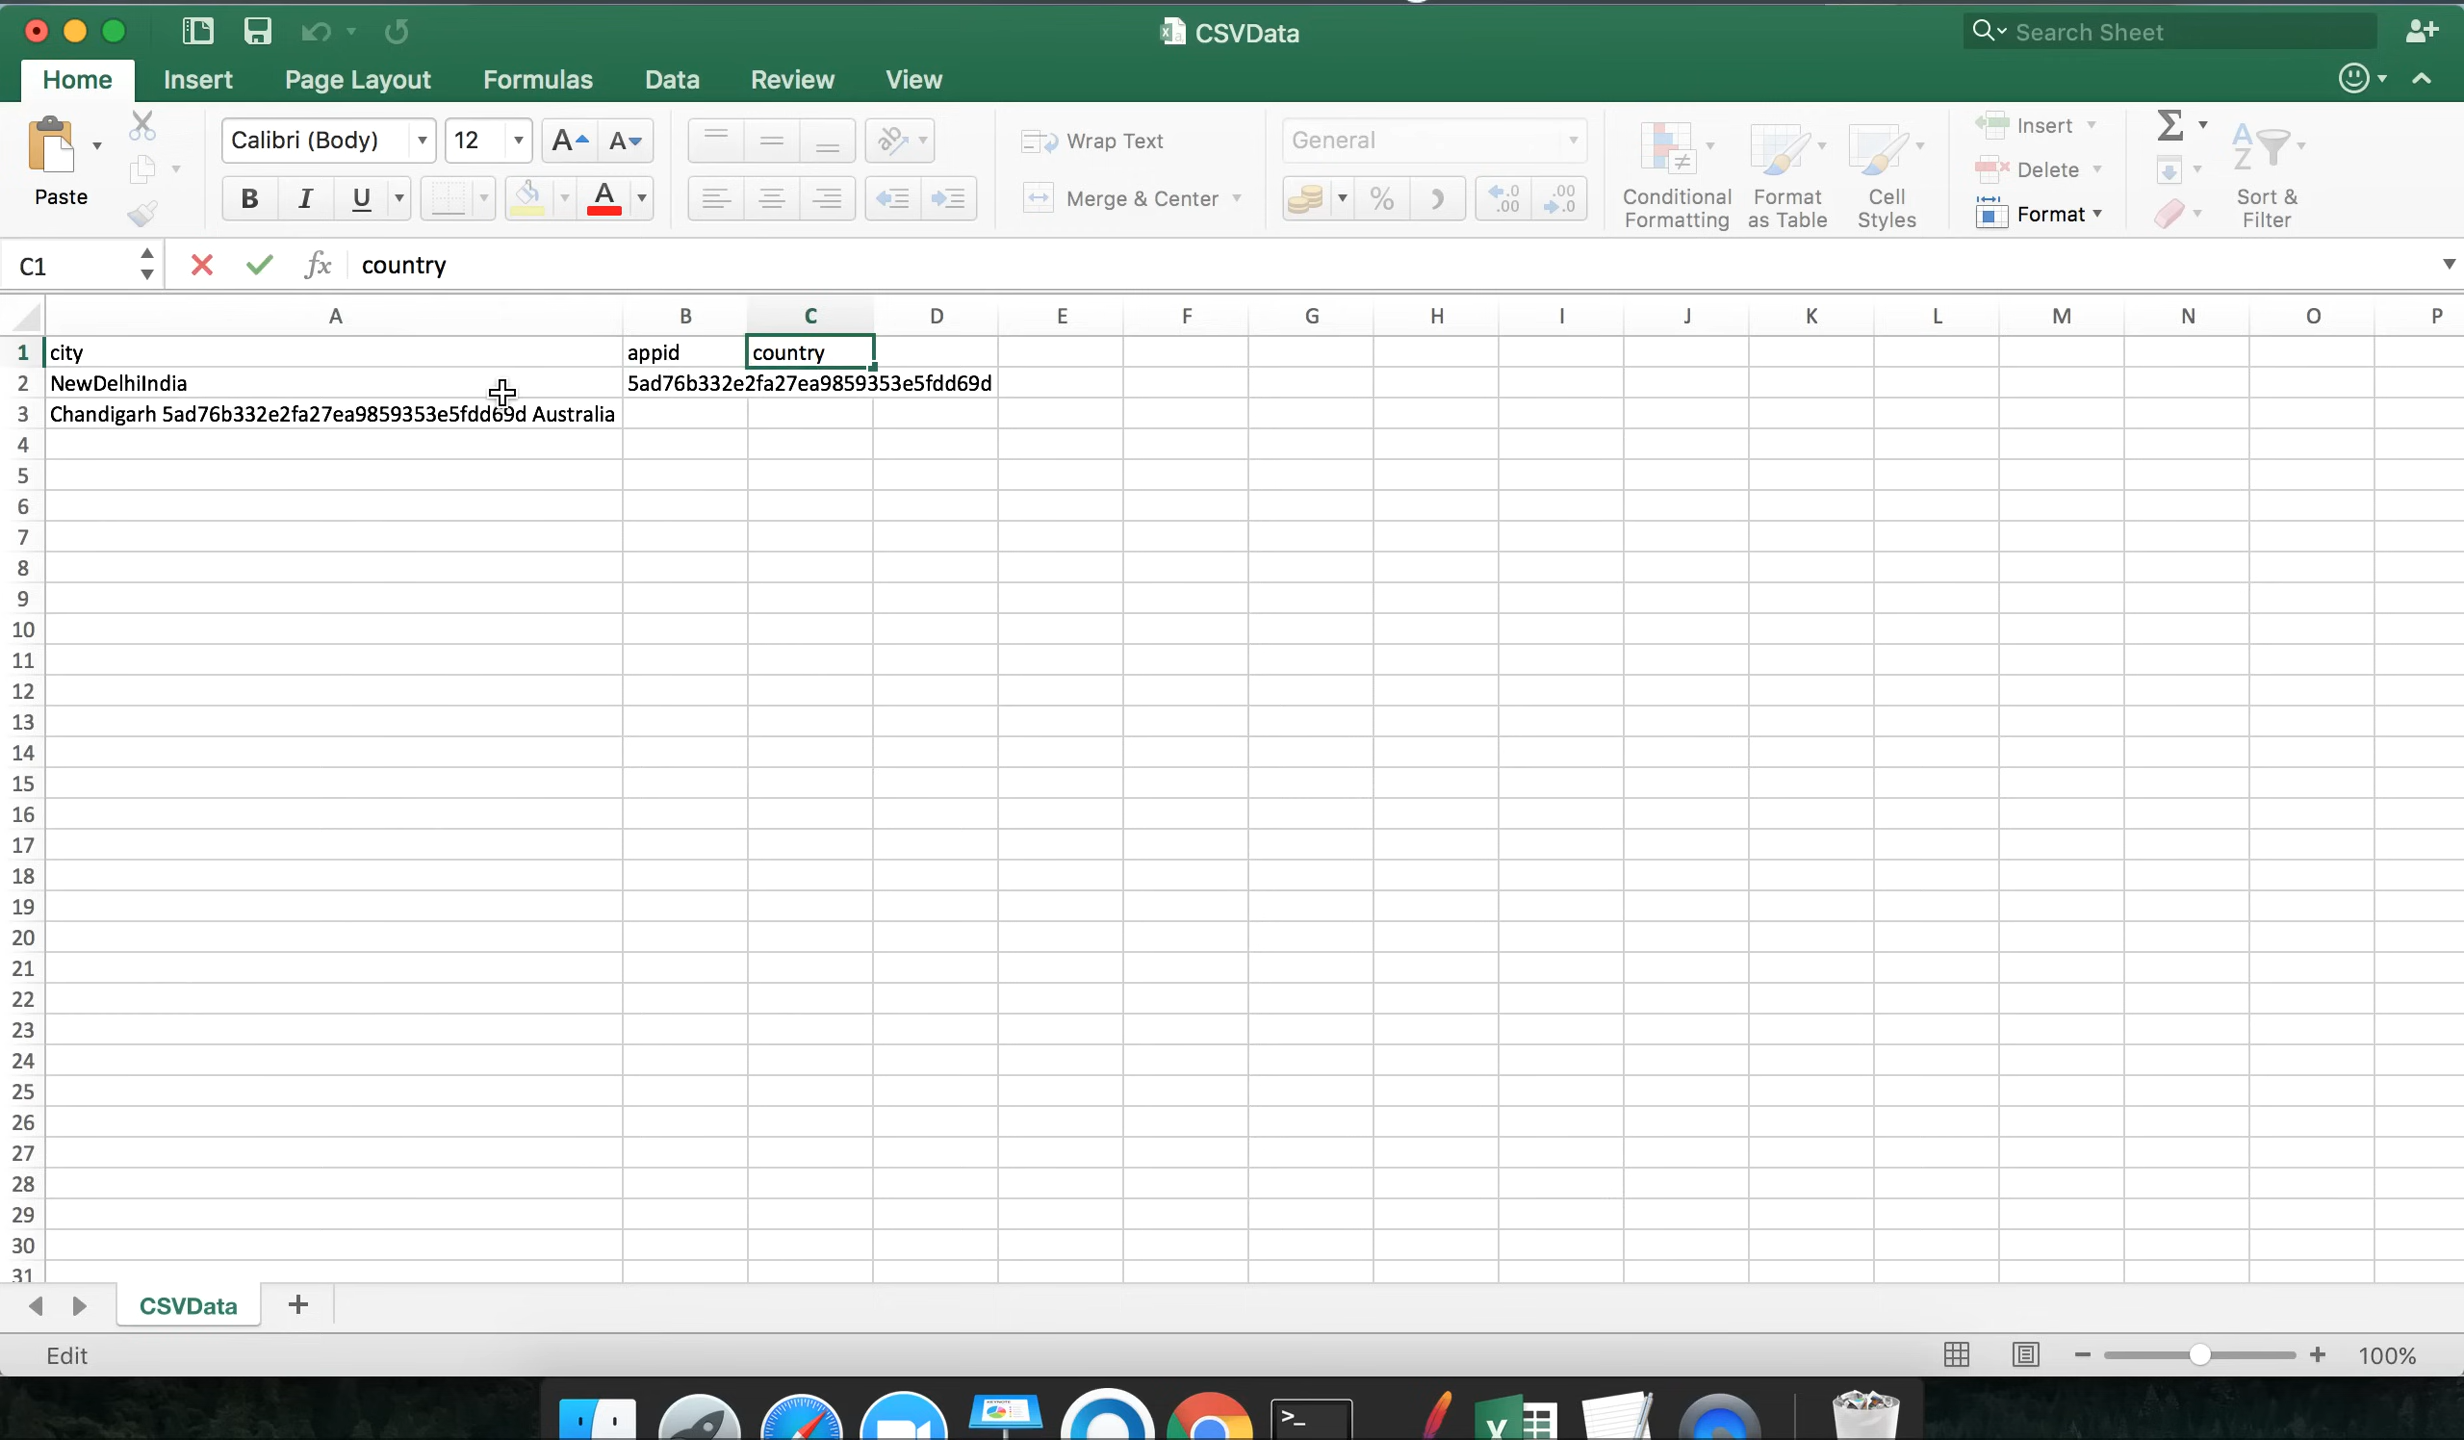 CSVData
Search Sheet
Home Insert Page Layout Formulas Data Review View
Paste
Calibri (Body) 12
Wrap Text
Merge & Center
General
Conditional Formatting
Format as Table
Cell Styles
Insert
Delete
Format
Sort & Filter
C1 fx country
A B C D E F G H I J K L M N O P
1 city appid country
2 NewDelhiIndia 5ad76b332e2fa27ea9859353e5fdd69d
3 Chandigarh 5ad76b332e2fa27ea9859353e5fdd69d Australia
4
5
6
7
8
9
10
11
12
13
14
15
16
17
18
19
20
21
22
23
24
25
26
27
28
29
30
31
CSVData +
Edit 100%